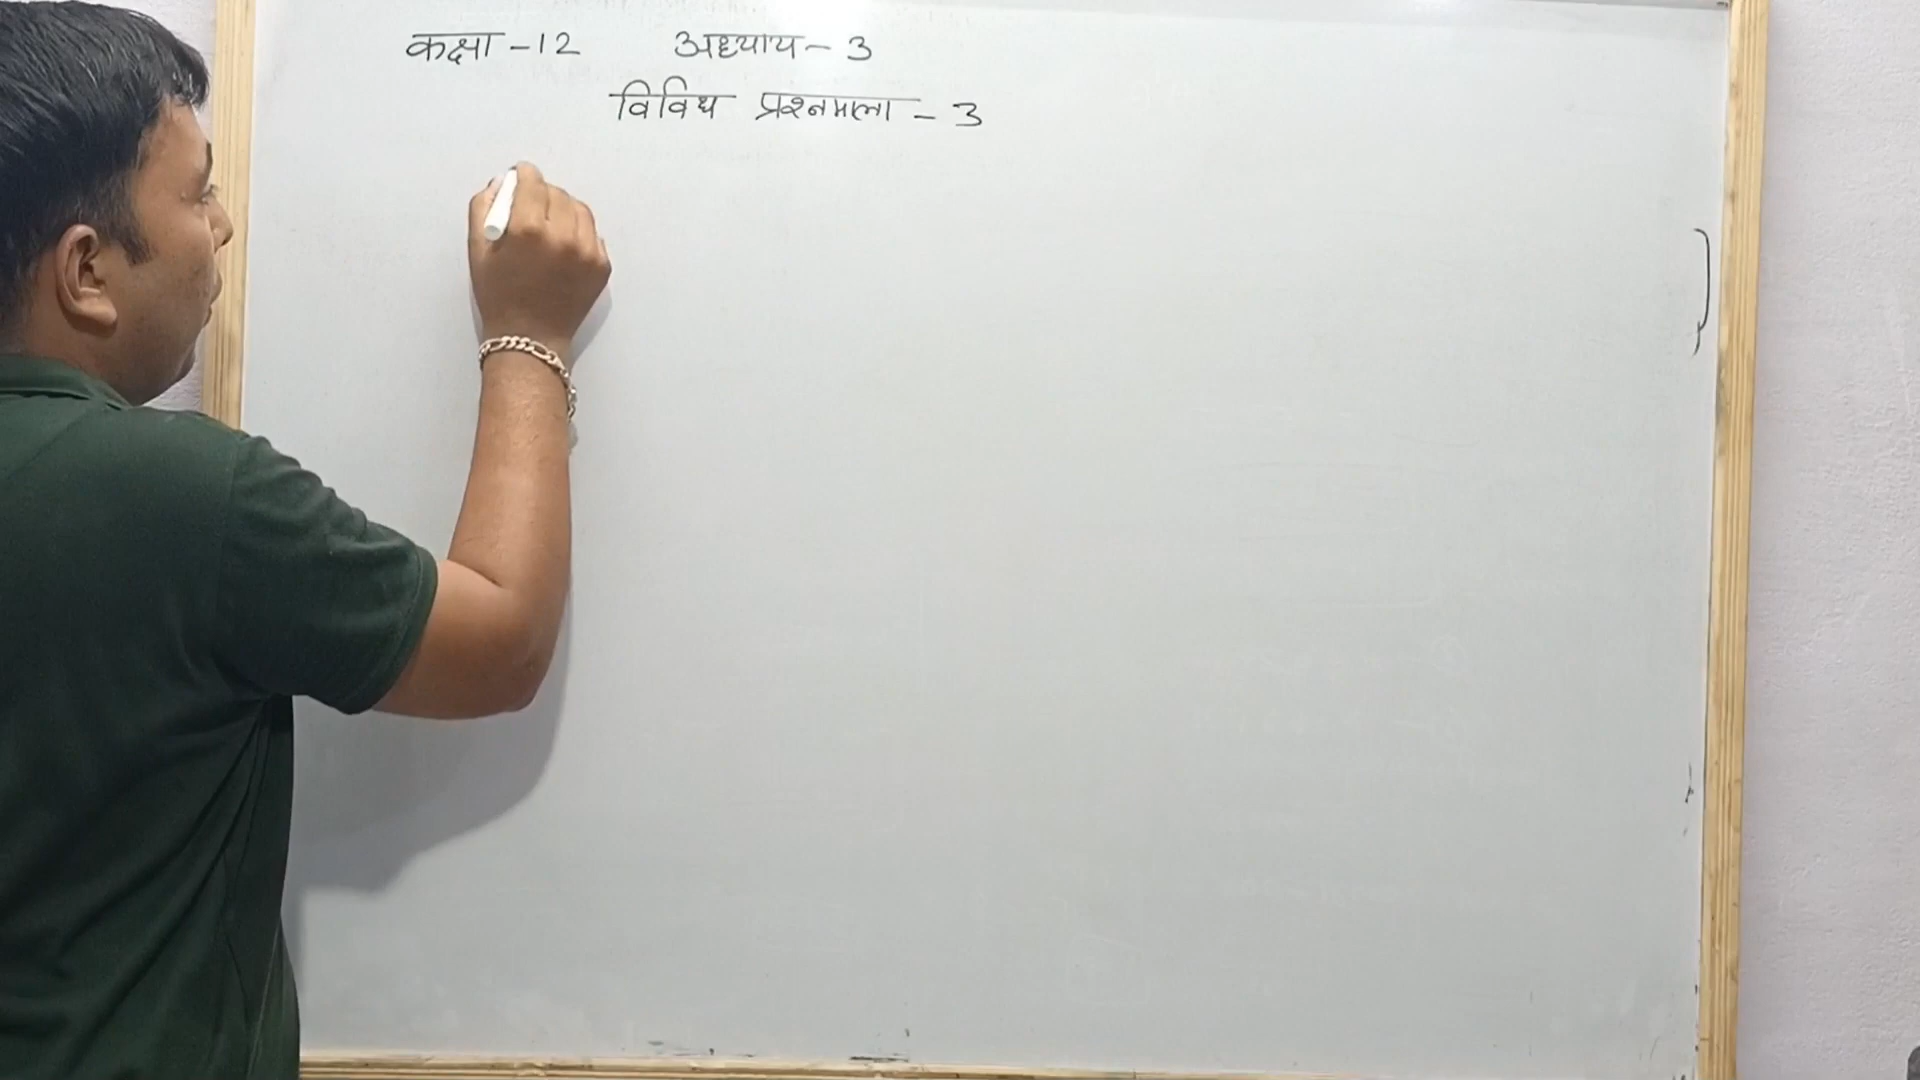 कक्षा - 12 अध्याय - 3
विविध प्रश्नमाला - 3